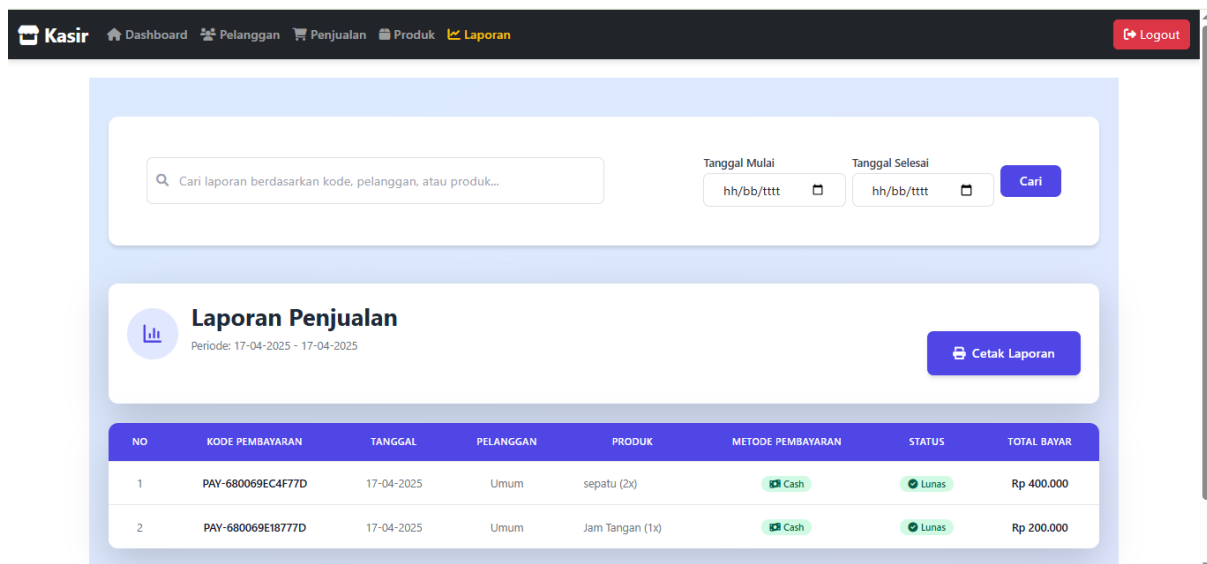 Kasir Dashboard Pelanggan Penjualan Produk Laporan Logout
Tanggal Mulai Tanggal Selesai
Cari laporan berdasarkan kode, pelanggan, atau produk... hh/bb/tttt hh/bb/tttt Cari
Laporan Penjualan
Periode: 17-04-2025 - 17-04-2025
Cetak Laporan
NO KODE PEMBAYARAN TANGGAL PELANGGAN PRODUK METODE PEMBAYARAN STATUS TOTAL BAYAR
1 PAY-680069EC4F77D 17-04-2025 Umum sepatu (2x) Cash Lunas Rp 400.000
2 PAY-680069E18777D 17-04-2025 Umum Jam Tangan (1x) Cash Lunas Rp 200.000